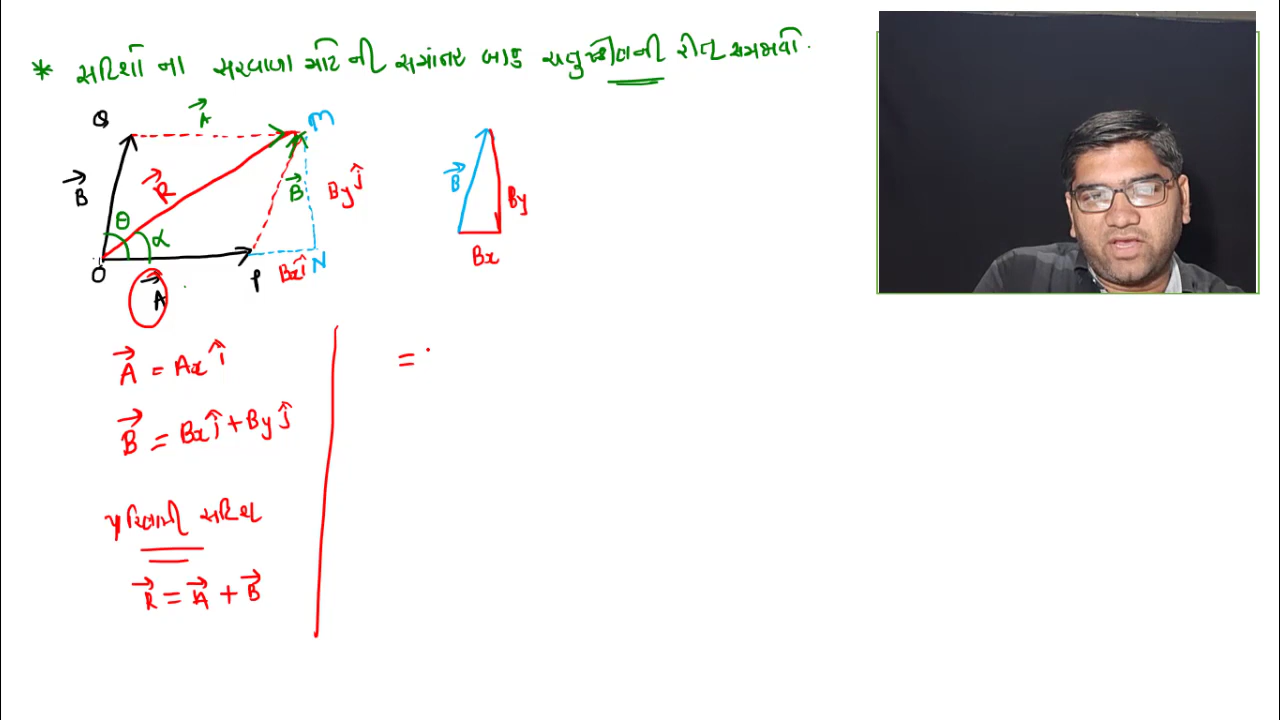 * સદિશોના સરવાળા માટેની સમાંતર બાજુ ચતુષ્કોણની રીત સમજાવો.
Q A⃗ M
B⃗ R⃗ B⃗ By ĵ B⃗ By
θ α
O A⃗ P Bx î N Bx
A⃗ = Ax î
=
B⃗ = Bx î + By ĵ
પરિણામી સદિશ
R⃗ = A⃗ + B⃗